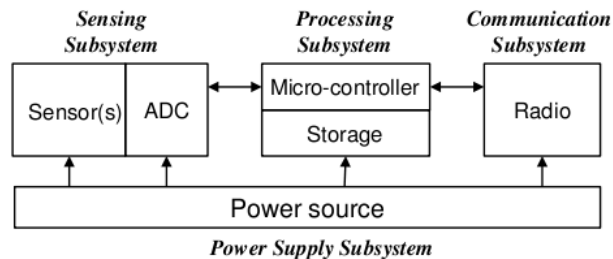 Sensing
Subsystem
Processing
Subsystem
Communication
Subsystem
Sensor(s)
ADC
Micro-controller
Storage
Radio
Power source
Power Supply Subsystem